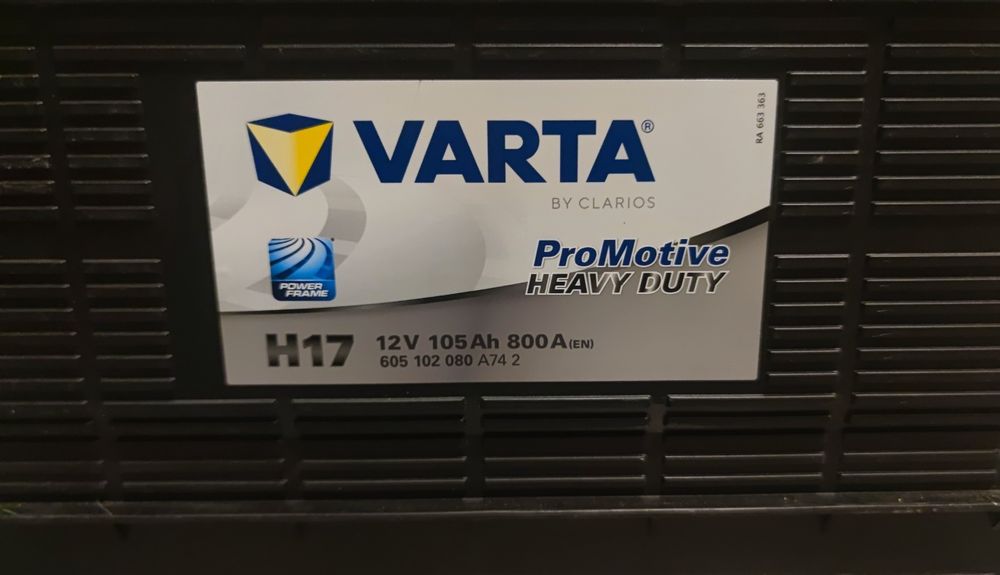 VARTA®
BY CLARIOS
RA 663 363
ProMotive
HEAVY DUTY
POWER
FRAME
H17 12V 105Ah 800A(EN)
605 102 080 A74 2